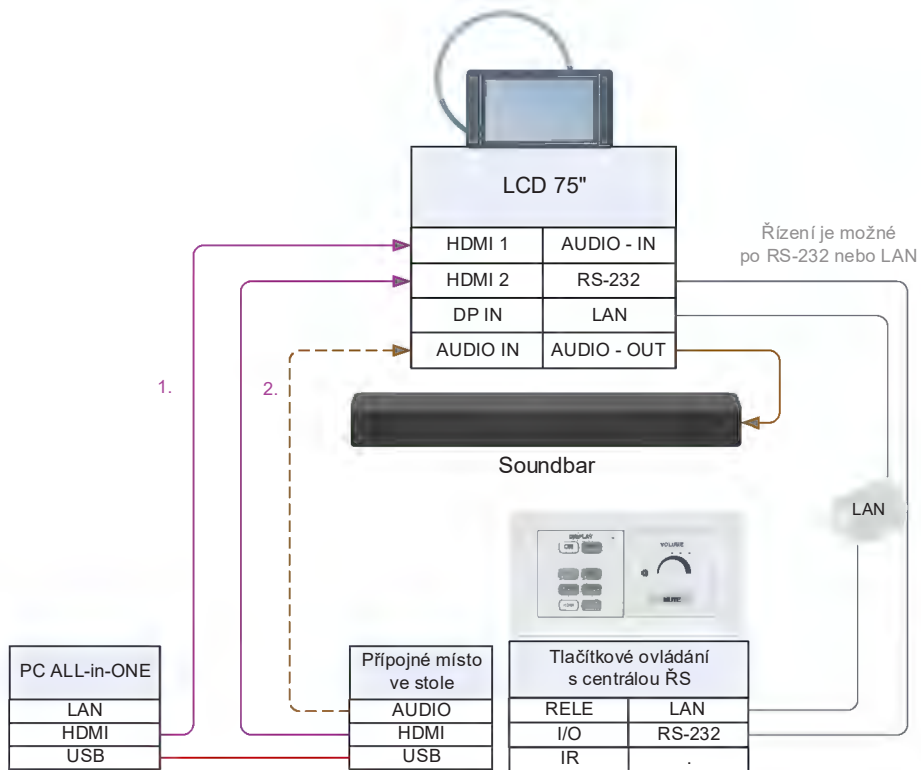 LCD 75"
HDMI 1
AUDIO - IN
HDMI 2
RS-232
DP IN
LAN
AUDIO IN
AUDIO - OUT
Řízení je možné
po RS-232 nebo LAN
1.
2.
Soundbar
LAN
DISPLAY
ON
VOLUME
MUTE
PC ALL-in-ONE
LAN
HDMI
USB
Přípojné místo
ve stole
AUDIO
HDMI
USB
Tlačítkové ovládání
s centrálou ŘS
RELE
LAN
I/O
RS-232
IR
.